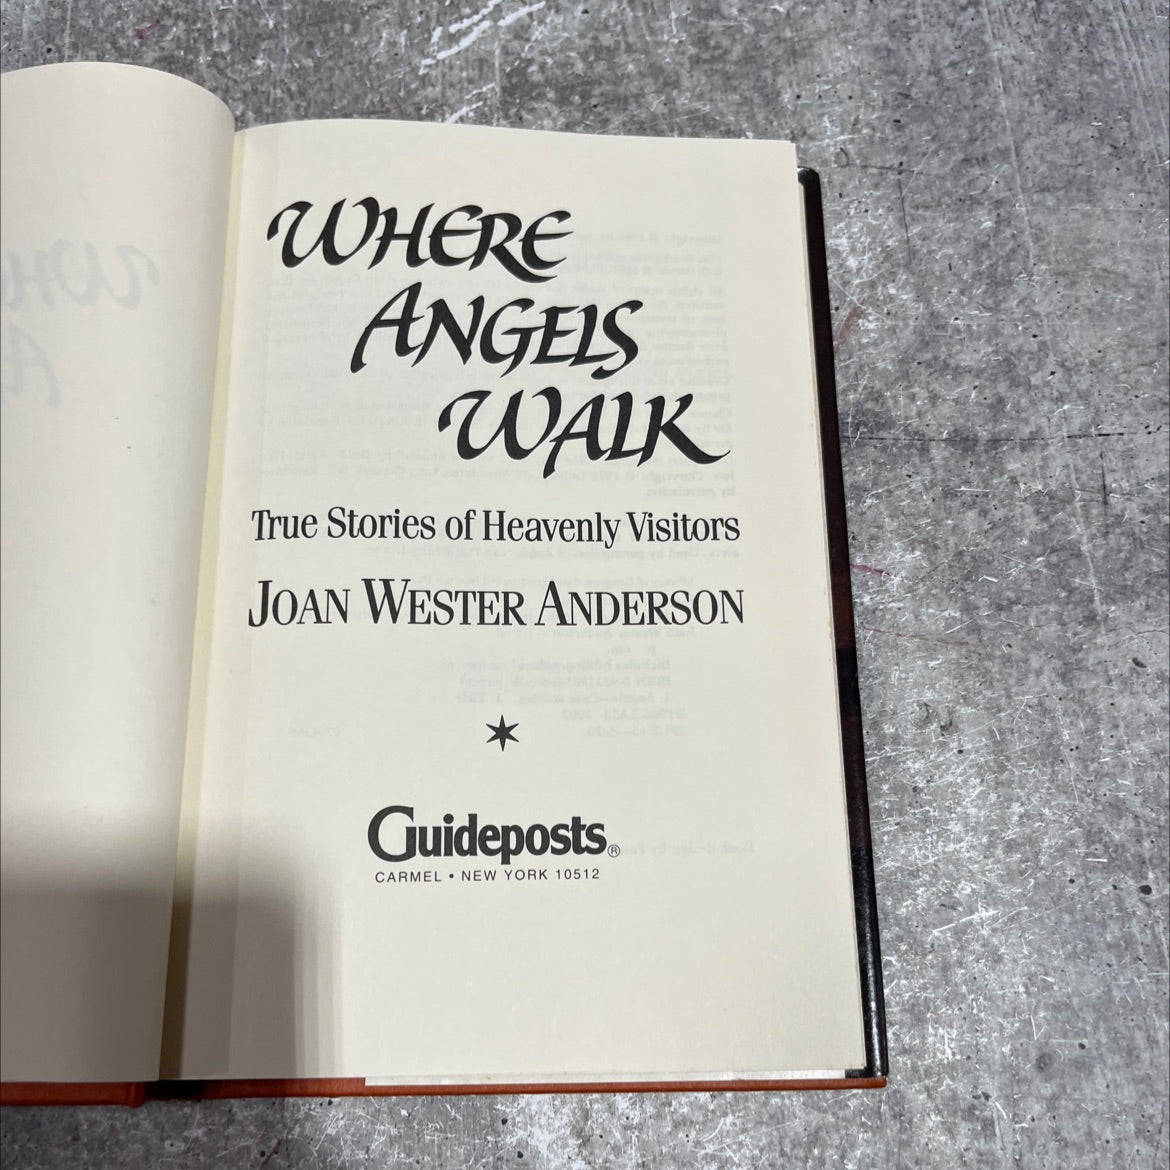 WHERE
ANGELS
WALK
True Stories of Heavenly Visitors
JOAN WESTER ANDERSON
Guideposts®
CARMEL • NEW YORK 10512